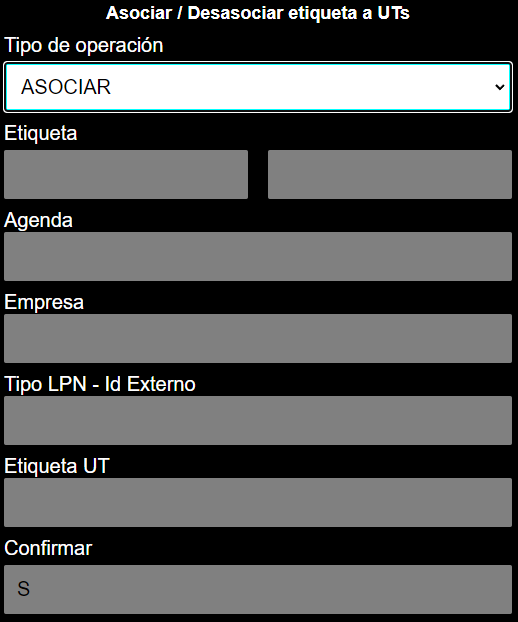 Asociar / Desasociar etiqueta a UTs
Tipo de operación
ASOCIAR
Etiqueta
Agenda
Empresa
Tipo LPN - Id Externo
Etiqueta UT
Confirmar
S